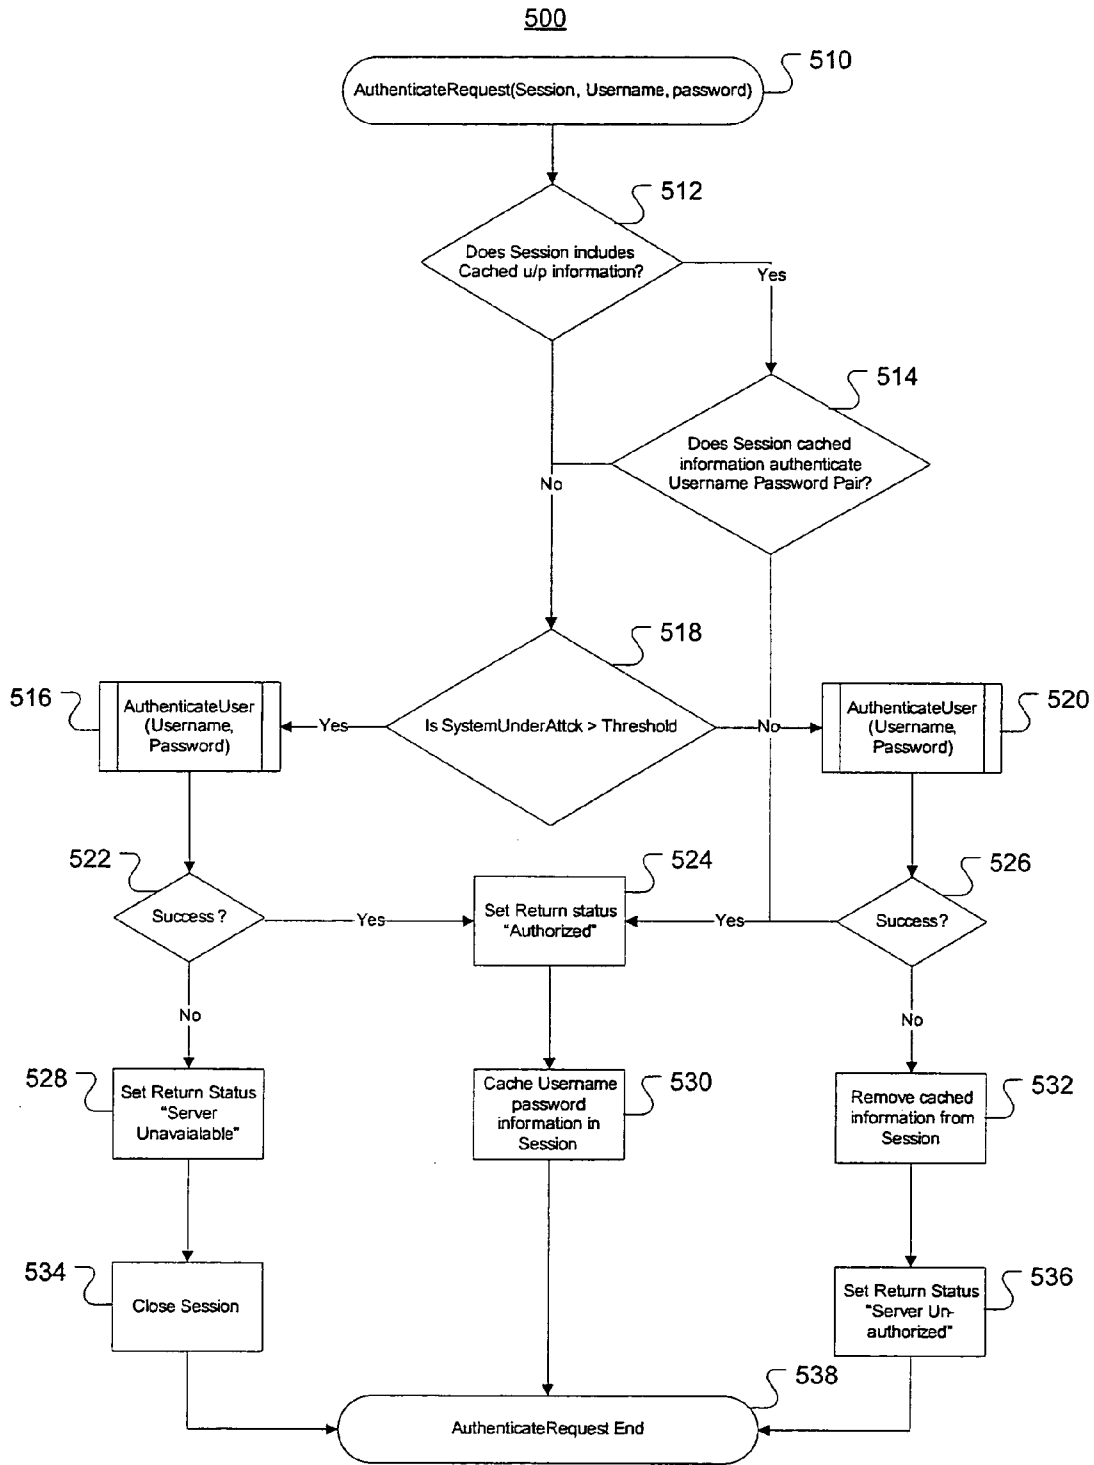 500
510
AuthenticateRequest(Session, Username, password)
512
Does Session includes
Cached u/p information?
Yes
514
Does Session cached
information authenticate
Username Password Pair?
No
518
516
AuthenticateUser
(Username,
Password)
Yes
Is SystemUnderAttck > Threshold
No
520
AuthenticateUser
(Username,
Password)
522
Success?
Yes
524
Set Return status
"Authorized"
Yes
526
Success?
No
No
528
Set Return Status
"Server
Unavaialable"
530
Cache Username
password
information in
Session
532
Remove cached
information from
Session
534
Close Session
536
Set Return Status
"Server Un-
authorized"
538
AuthenticateRequest End